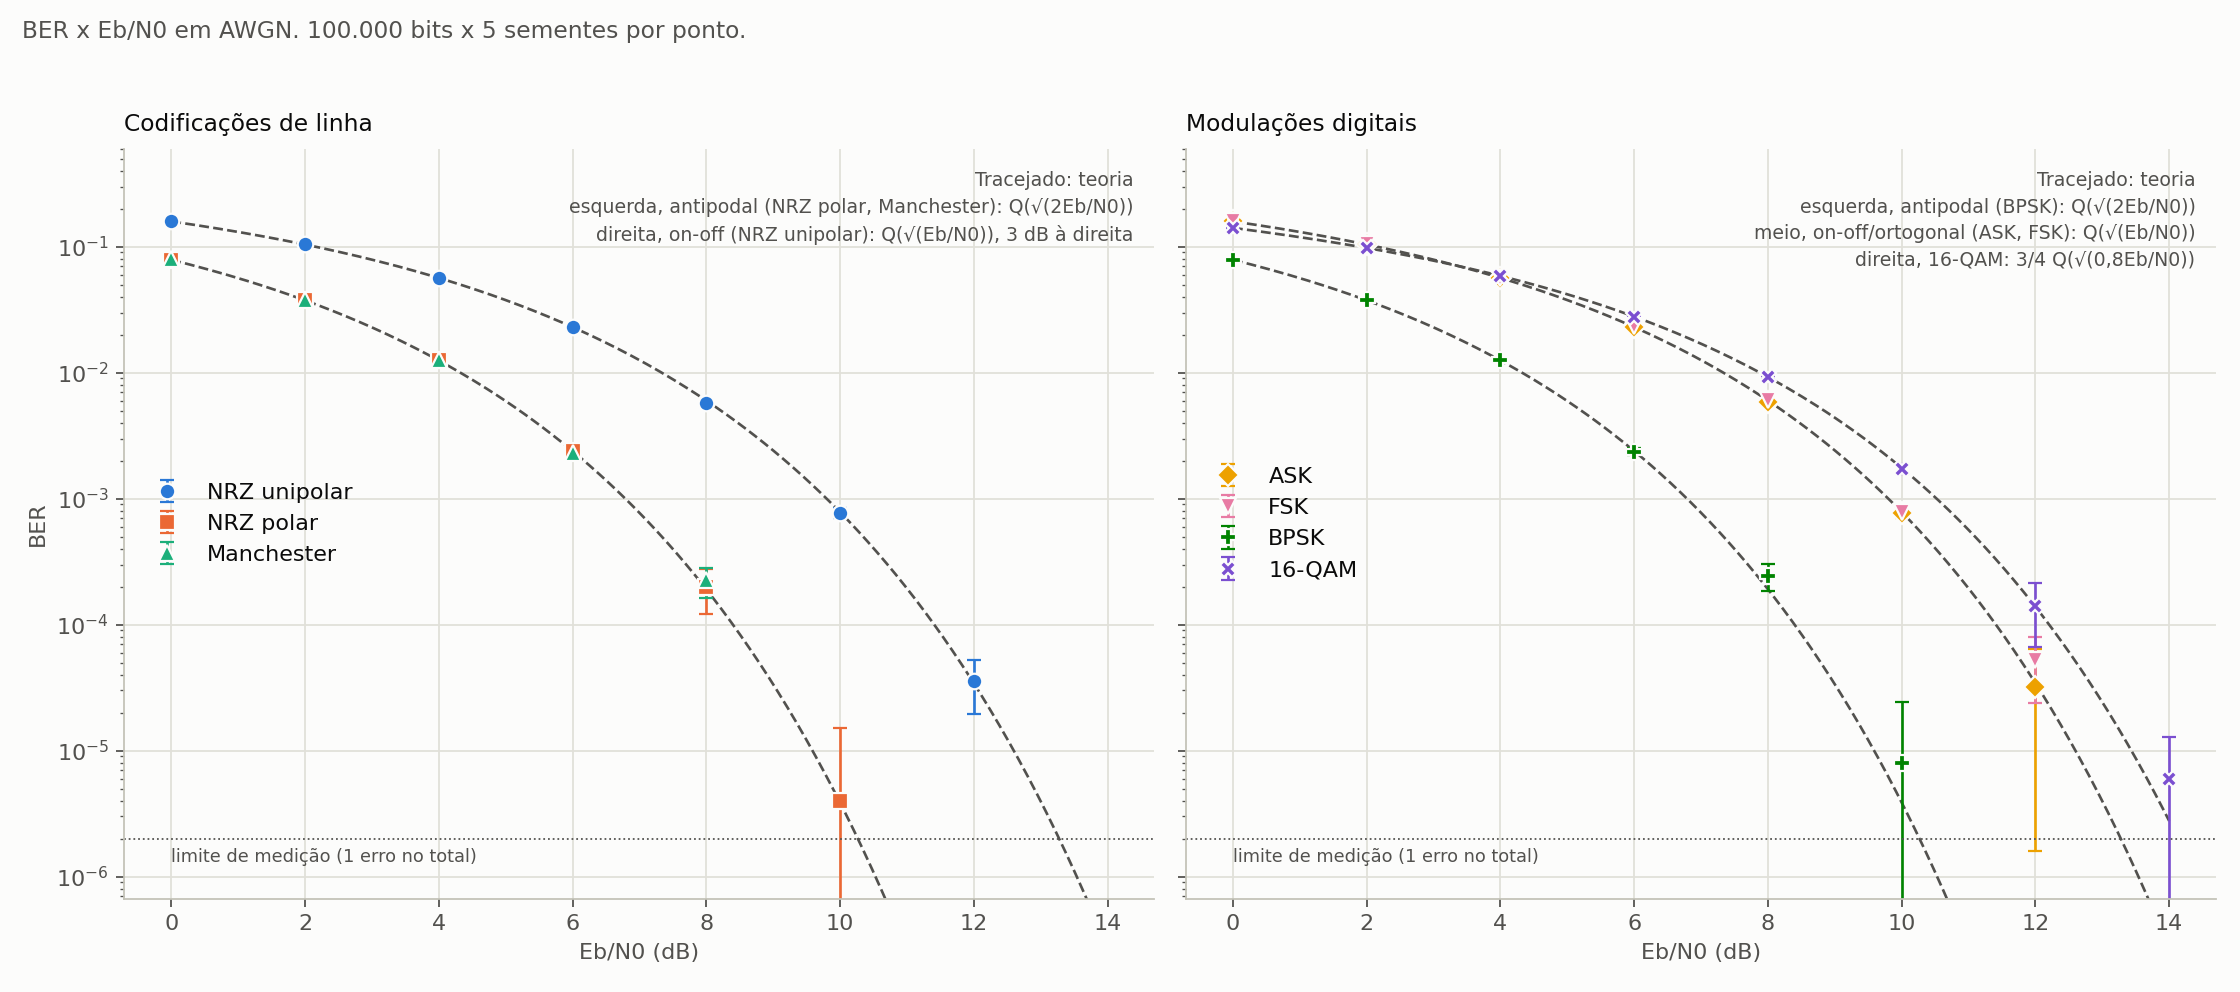 BER x Eb/N0 em AWGN. 100.000 bits x 5 sementes por ponto.
Codificações de linha
Tracejado: teoria
esquerda, antipodal (NRZ polar, Manchester): Q(√(2Eb/N0))
direita, on-off (NRZ unipolar): Q(√(Eb/N0)), 3 dB à direita
NRZ unipolar
NRZ polar
Manchester
limite de medição (1 erro no total)
BER
10⁻¹
10⁻²
10⁻³
10⁻⁴
10⁻⁵
10⁻⁶
0 2 4 6 8 10 12 14
Eb/N0 (dB)
Modulações digitais
Tracejado: teoria
esquerda, antipodal (BPSK): Q(√(2Eb/N0))
meio, on-off/ortogonal (ASK, FSK): Q(√(Eb/N0))
direita, 16-QAM: 3/4 Q(√(0,8Eb/N0))
ASK
FSK
BPSK
16-QAM
limite de medição (1 erro no total)
0 2 4 6 8 10 12 14
Eb/N0 (dB)